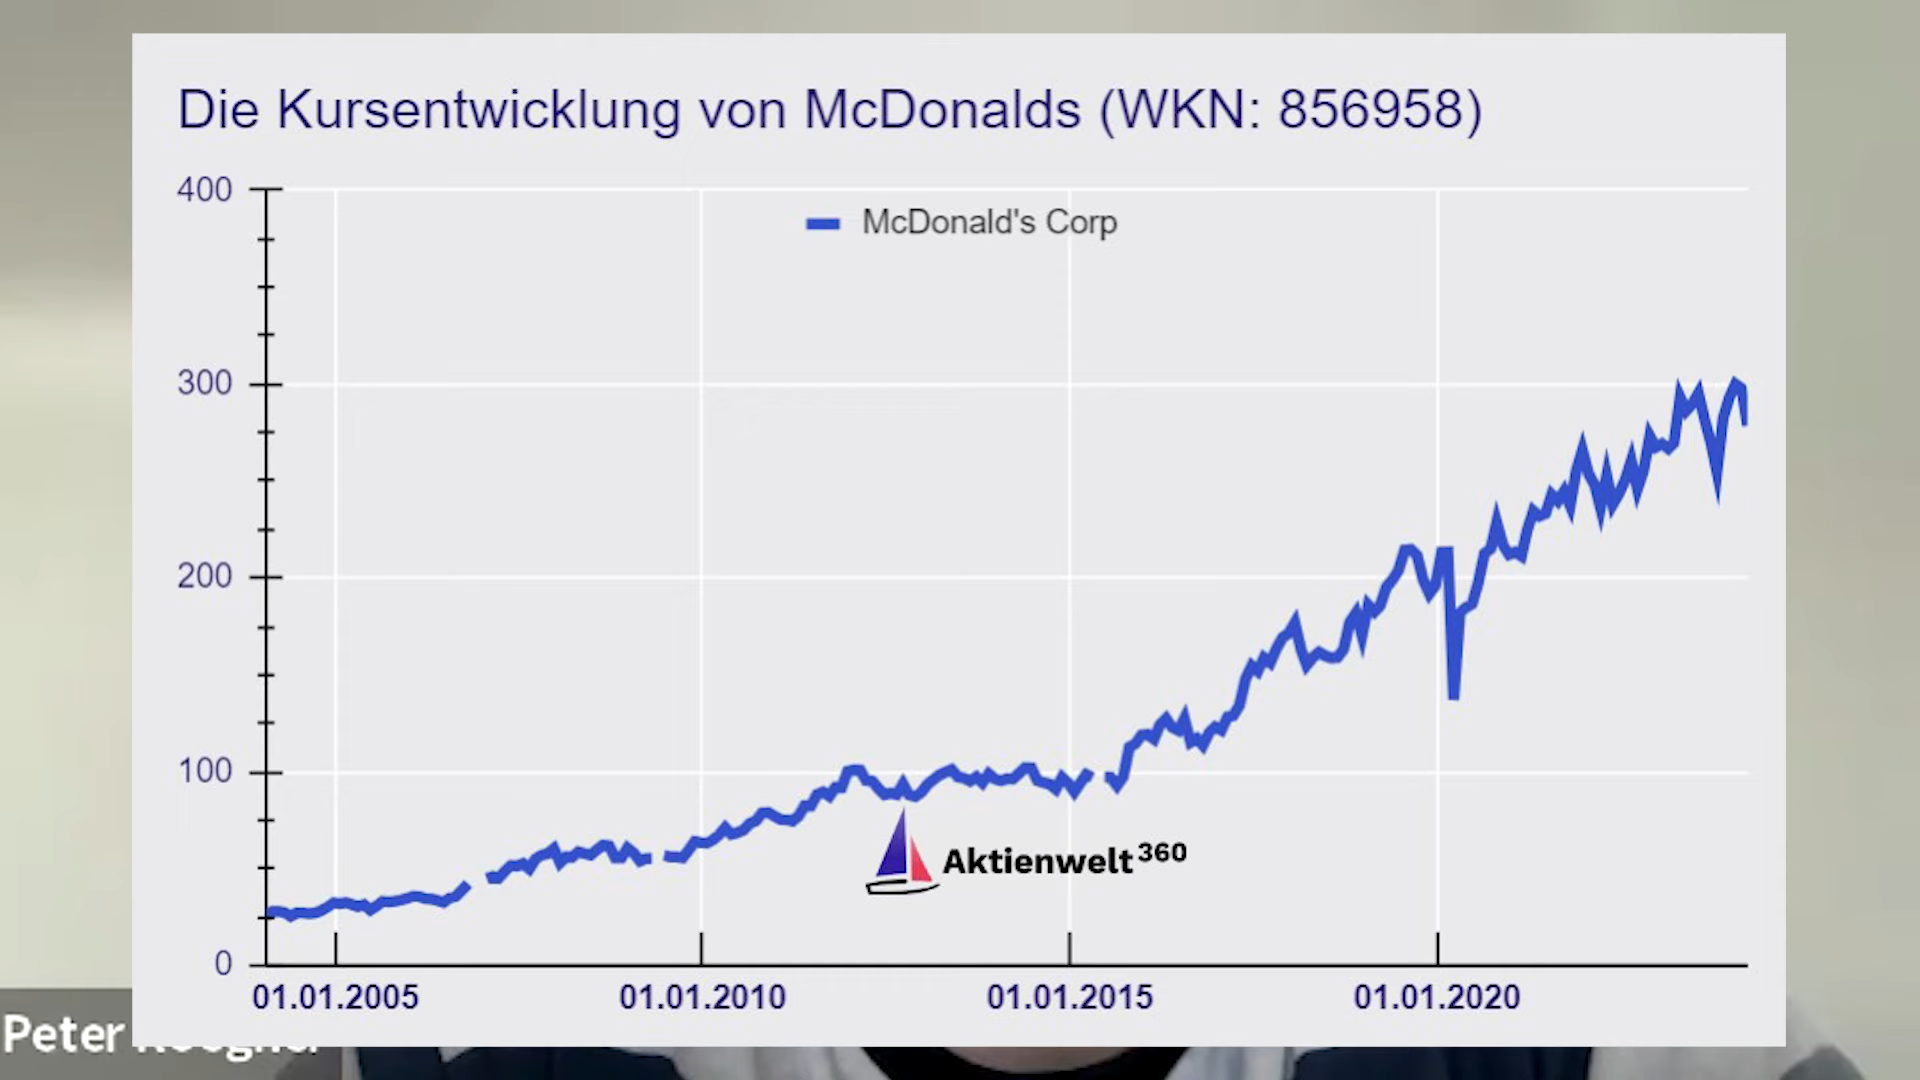 Die Kursentwicklung von McDonalds (WKN: 856958)
400
McDonald's Corp
300
200
100
Aktienwelt360
0
01.01.2005
01.01.2010
01.01.2015
01.01.2020
Peter